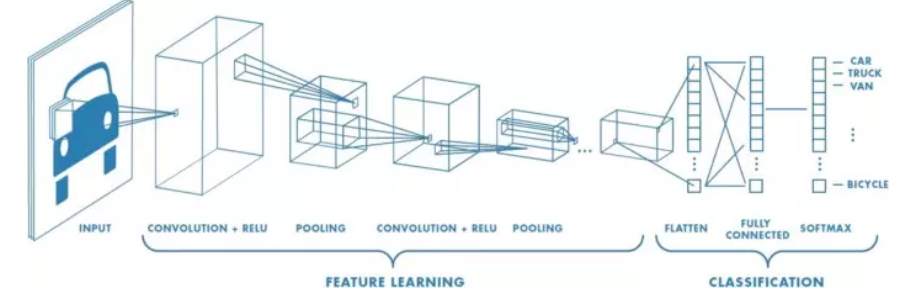 CAR
TRUCK
VAN
BICYCLE
INPUT
CONVOLUTION + RELU
POOLING
CONVOLUTION + RELU
POOLING
FLATTEN
FULLY
CONNECTED
SOFTMAX
FEATURE LEARNING
CLASSIFICATION